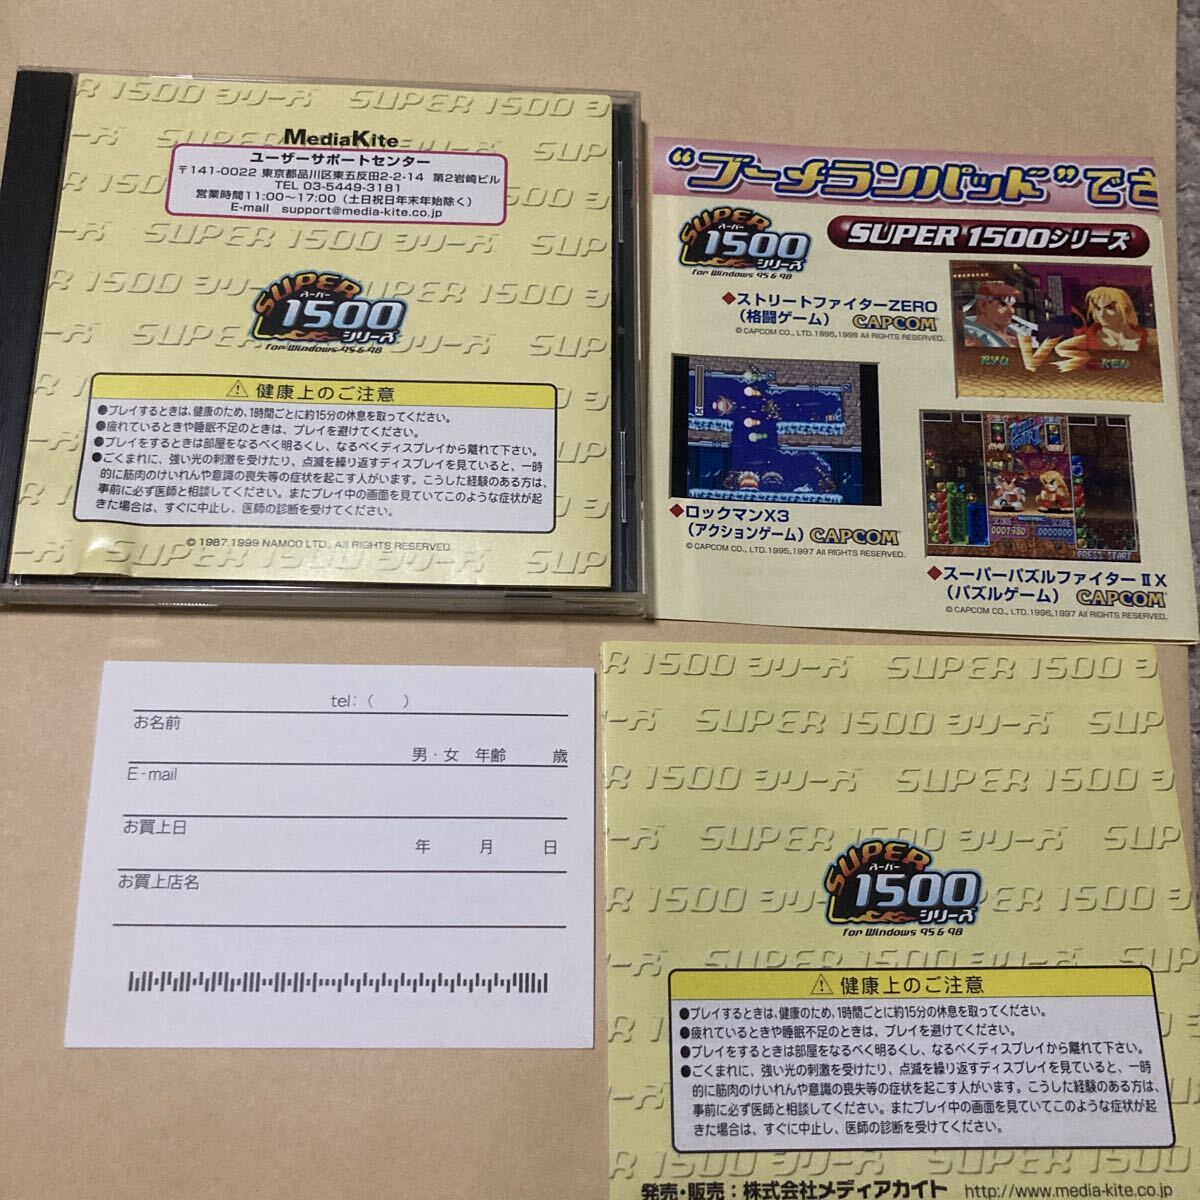 R 1500 シリーズ SUPER 1500 シ
MediaKite
ユーザーサポートセンター
〒141-0022 東京都品川区東五反田2-2-14 第2岩崎ビル
TEL 03-5449-3181
営業時間11:00〜17:00（土日祝日年末年始除く）
E-mail support@media-kite.co.jp
SUPER
スーパー
1500
シリーズ
for Windows 95 & 98
⚠ 健康上のご注意
●プレイするときは、健康のため、1時間ごとに約15分の休息を取ってください。
●疲れているときや睡眠不足のときは、プレイを避けてください。
●プレイをするときは部屋をなるべく明るくし、なるべくディスプレイから離れて下さい。
●ごくまれに、強い光の刺激を受けたり、点滅を繰り返すディスプレイを見ていると、一時
的に筋肉のけいれんや意識の喪失等の症状を起こす人がいます。こうした経験のある方は、
事前に必ず医師と相談してください。またプレイ中の画面を見ていてこのような症状が起
きた場合は、すぐに中止し、医師の診断を受けてください。
© 1987,1999 NAMCO LTD., All RIGHTS RESERVED.
“ブーメランパッド”でさ
SUPER
スーパー
1500
シリーズ
for Windows 95 & 98
SUPER 1500シリーズ
◆ストリートファイターZERO
（格闘ゲーム） CAPCOM
© CAPCOM CO., LTD.1995,1998 All RIGHTS RESERVED.
RYU
VS
KEN
◆ロックマンX3
（アクションゲーム） CAPCOM
© CAPCOM CO., LTD.1995,1997 All RIGHTS RESERVED.
SCORE
0001980
NORMAL
SCORE
0000000
PRESS START
◆スーパーパズルファイターⅡX
（パズルゲーム） CAPCOM
© CAPCOM CO., LTD.1996,1997 All RIGHTS RESERVED.
tel:（ ）
お名前
男・女 年齢 歳
E-mail
お買上日
年 月 日
お買上店名
R 1500 シリーズ SUPER 1500 シ
ーズ SUPER 1500 シリーズ SUP
SUPER
スーパー
1500
シリーズ
for Windows 95 & 98
⚠ 健康上のご注意
●プレイするときは、健康のため、1時間ごとに約15分の休息を取ってください。
●疲れているときや睡眠不足のときは、プレイを避けてください。
●プレイをするときは部屋をなるべく明るくし、なるべくディスプレイから離れて下さい。
●ごくまれに、強い光の刺激を受けたり、点滅を繰り返すディスプレイを見ていると、一時
的に筋肉のけいれんや意識の喪失等の症状を起こす人がいます。こうした経験のある方は、
事前に必ず医師と相談してください。またプレイ中の画面を見ていてこのような症状が起
きた場合は、すぐに中止し、医師の診断を受けてください。
発売・販売：株式会社メディアカイト http://www.media-kite.co.jp